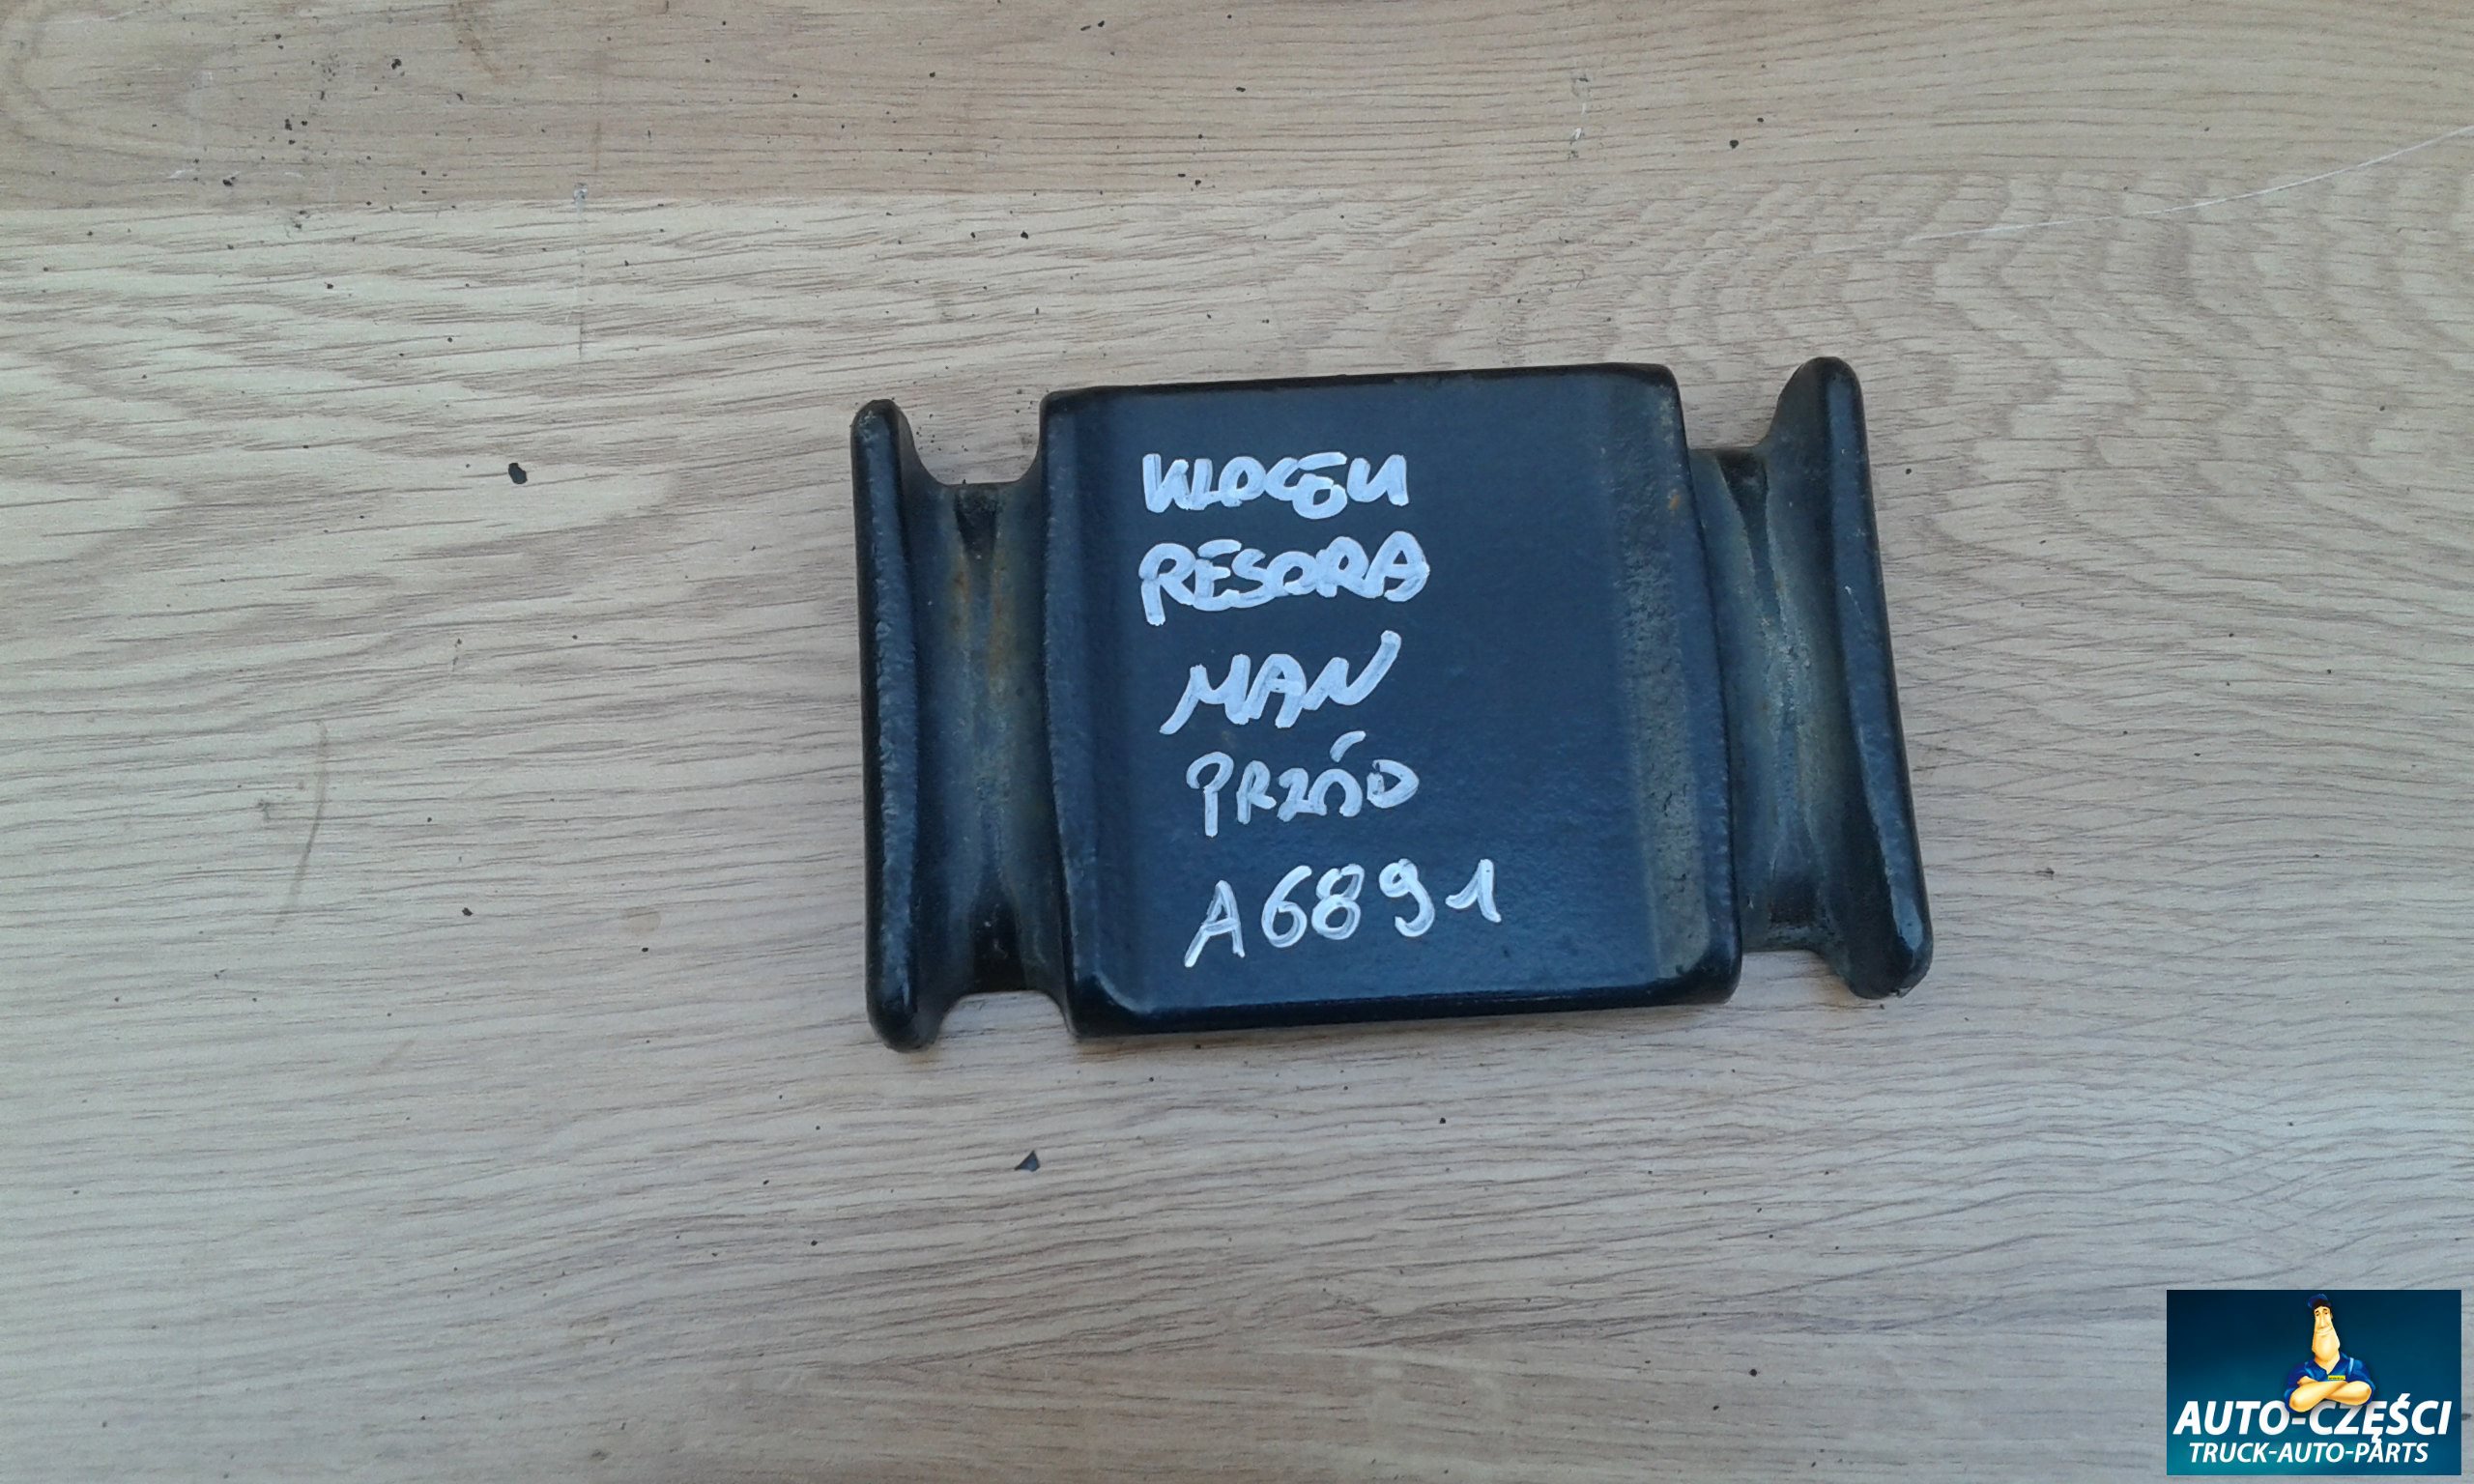 KLOCEK
RESORA
MAN
PRZÓD
A6891
AUTO-CZĘŚCI
TRUCK-AUTO-PARTS